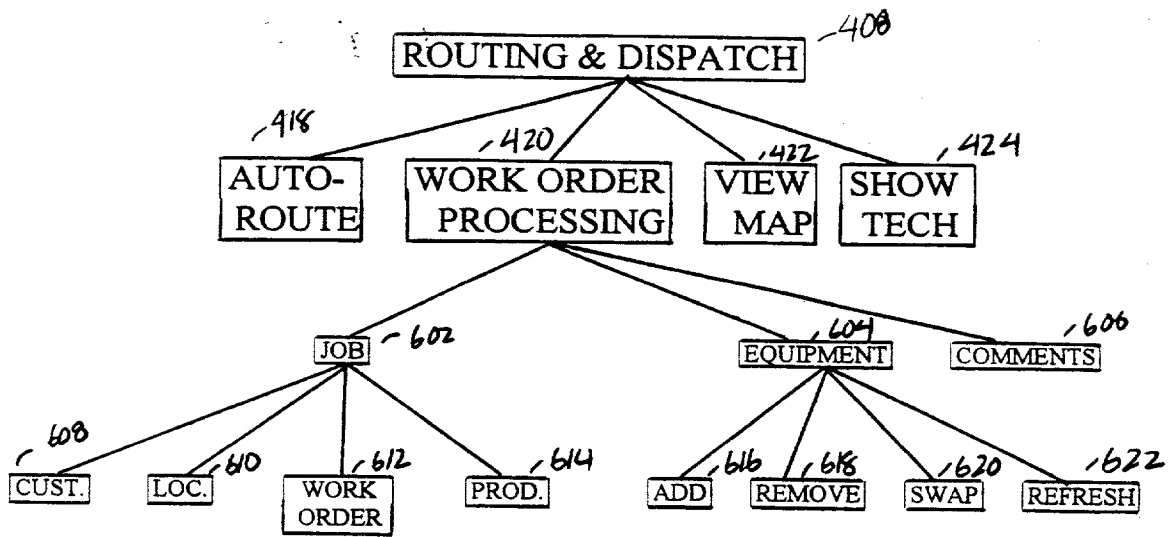 408
ROUTING & DISPATCH
418
420
422
424
AUTO-
ROUTE
WORK ORDER
PROCESSING
VIEW
MAP
SHOW
TECH
602
604
606
JOB
EQUIPMENT
COMMENTS
608
610
612
614
616
618
620
622
CUST.
LOC.
WORK
ORDER
PROD.
ADD
REMOVE
SWAP
REFRESH